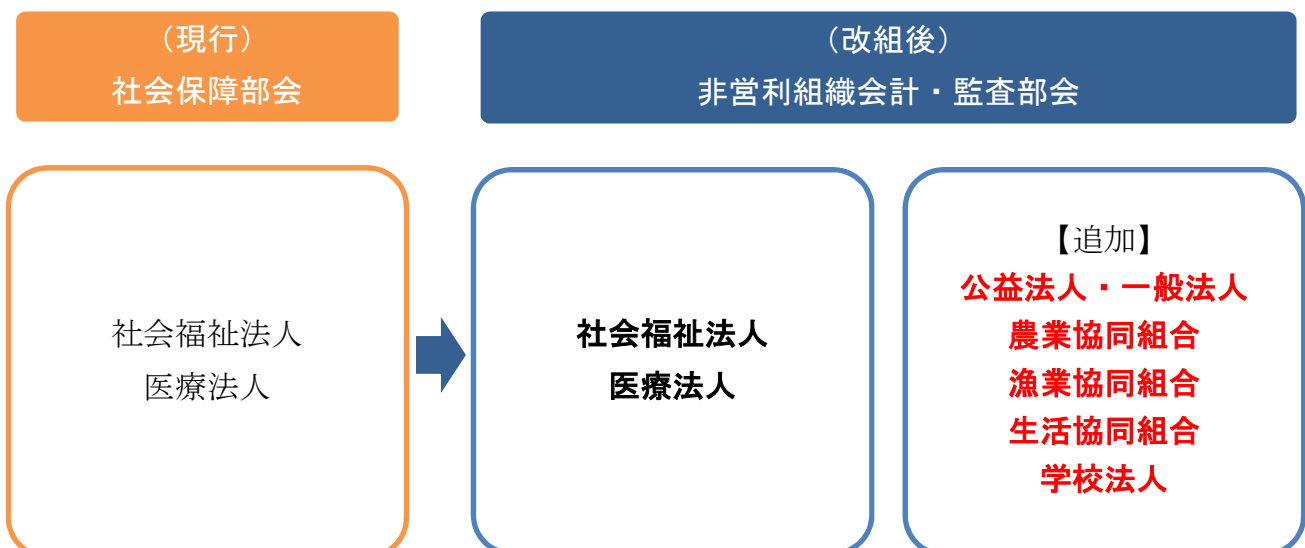 （現行）
社会保障部会
（改組後）
非営利組織会計・監査部会
社会福祉法人
医療法人
社会福祉法人
医療法人
【追加】
公益法人・一般法人
農業協同組合
漁業協同組合
生活協同組合
学校法人